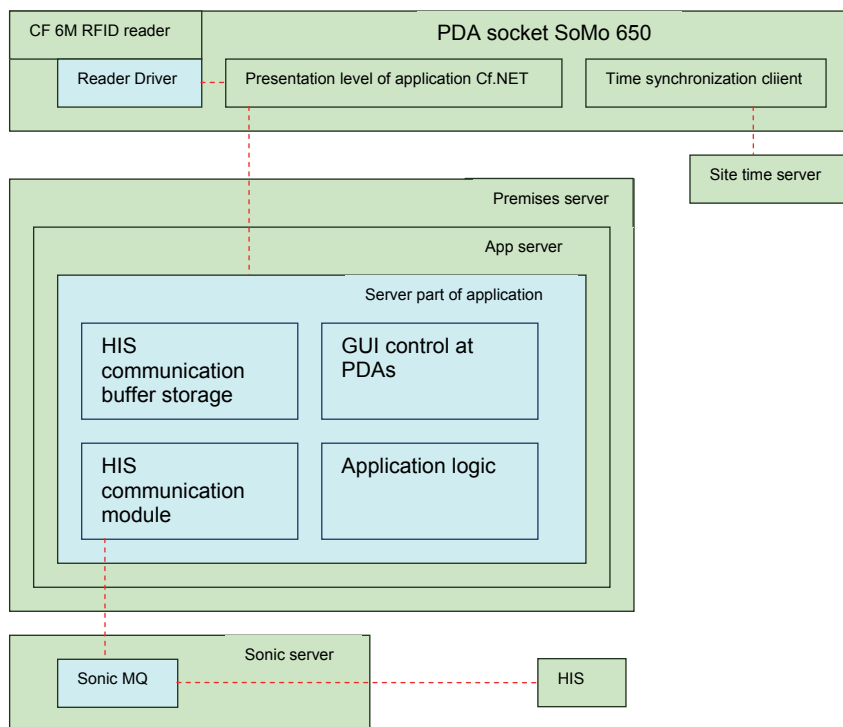 CF 6M RFID reader
PDA socket SoMo 650
Reader Driver
Presentation level of application Cf.NET
Time synchronization cliient
Site time server
Premises server
App server
Server part of application
HIS
communication
buffer storage
GUI control at
PDAs
HIS
communication
module
Application logic
Sonic server
Sonic MQ
HIS